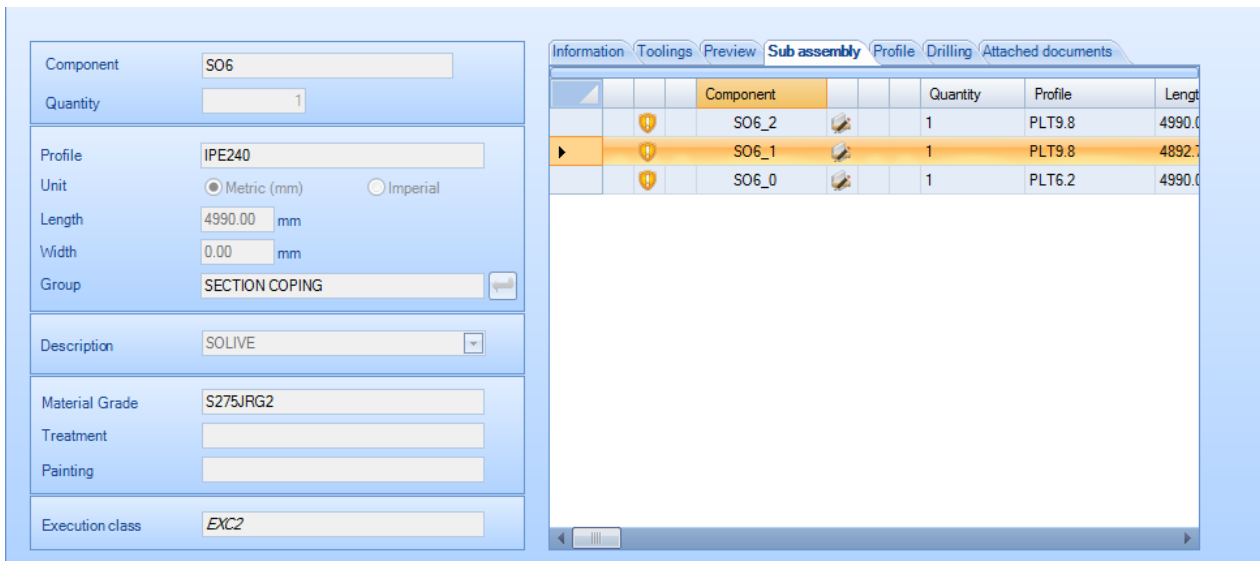 Information Toolings Preview Sub assembly Profile Drilling Attached documents
Component SO6
Quantity 1
Profile IPE240
Unit Metric (mm) Imperial
Length 4990.00 mm
Width 0.00 mm
Group SECTION COPING
Description SOLIVE
Material Grade S275JRG2
Treatment
Painting
Execution class EXC2
Component Quantity Profile Lengt
SO6_2 1 PLT9.8 4990.0
SO6_1 1 PLT9.8 4892.7
SO6_0 1 PLT6.2 4990.0